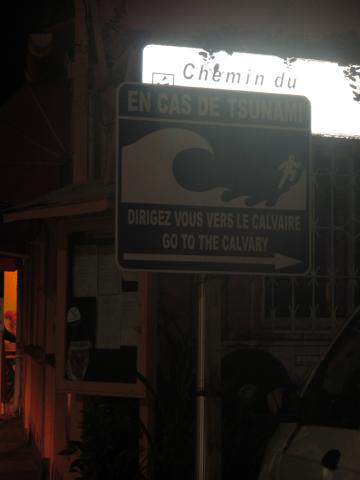 Chemin du
EN CAS DE TSUNAMI
DIRIGEZ VOUS VERS LE CALVAIRE
GO TO THE CALVARY